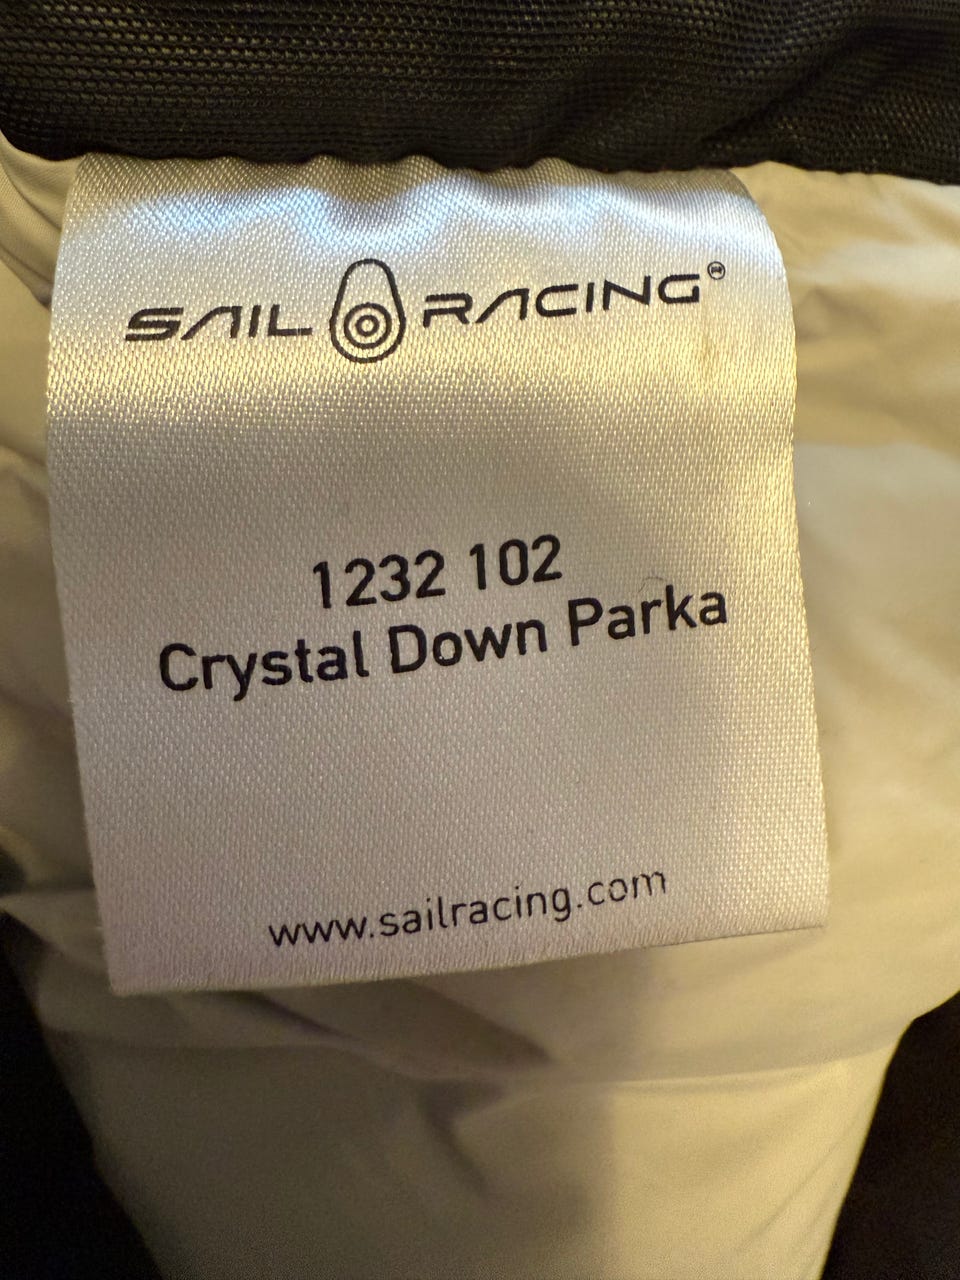 SAIL RACING®
1232 102
Crystal Down Parka
www.sailracing.com